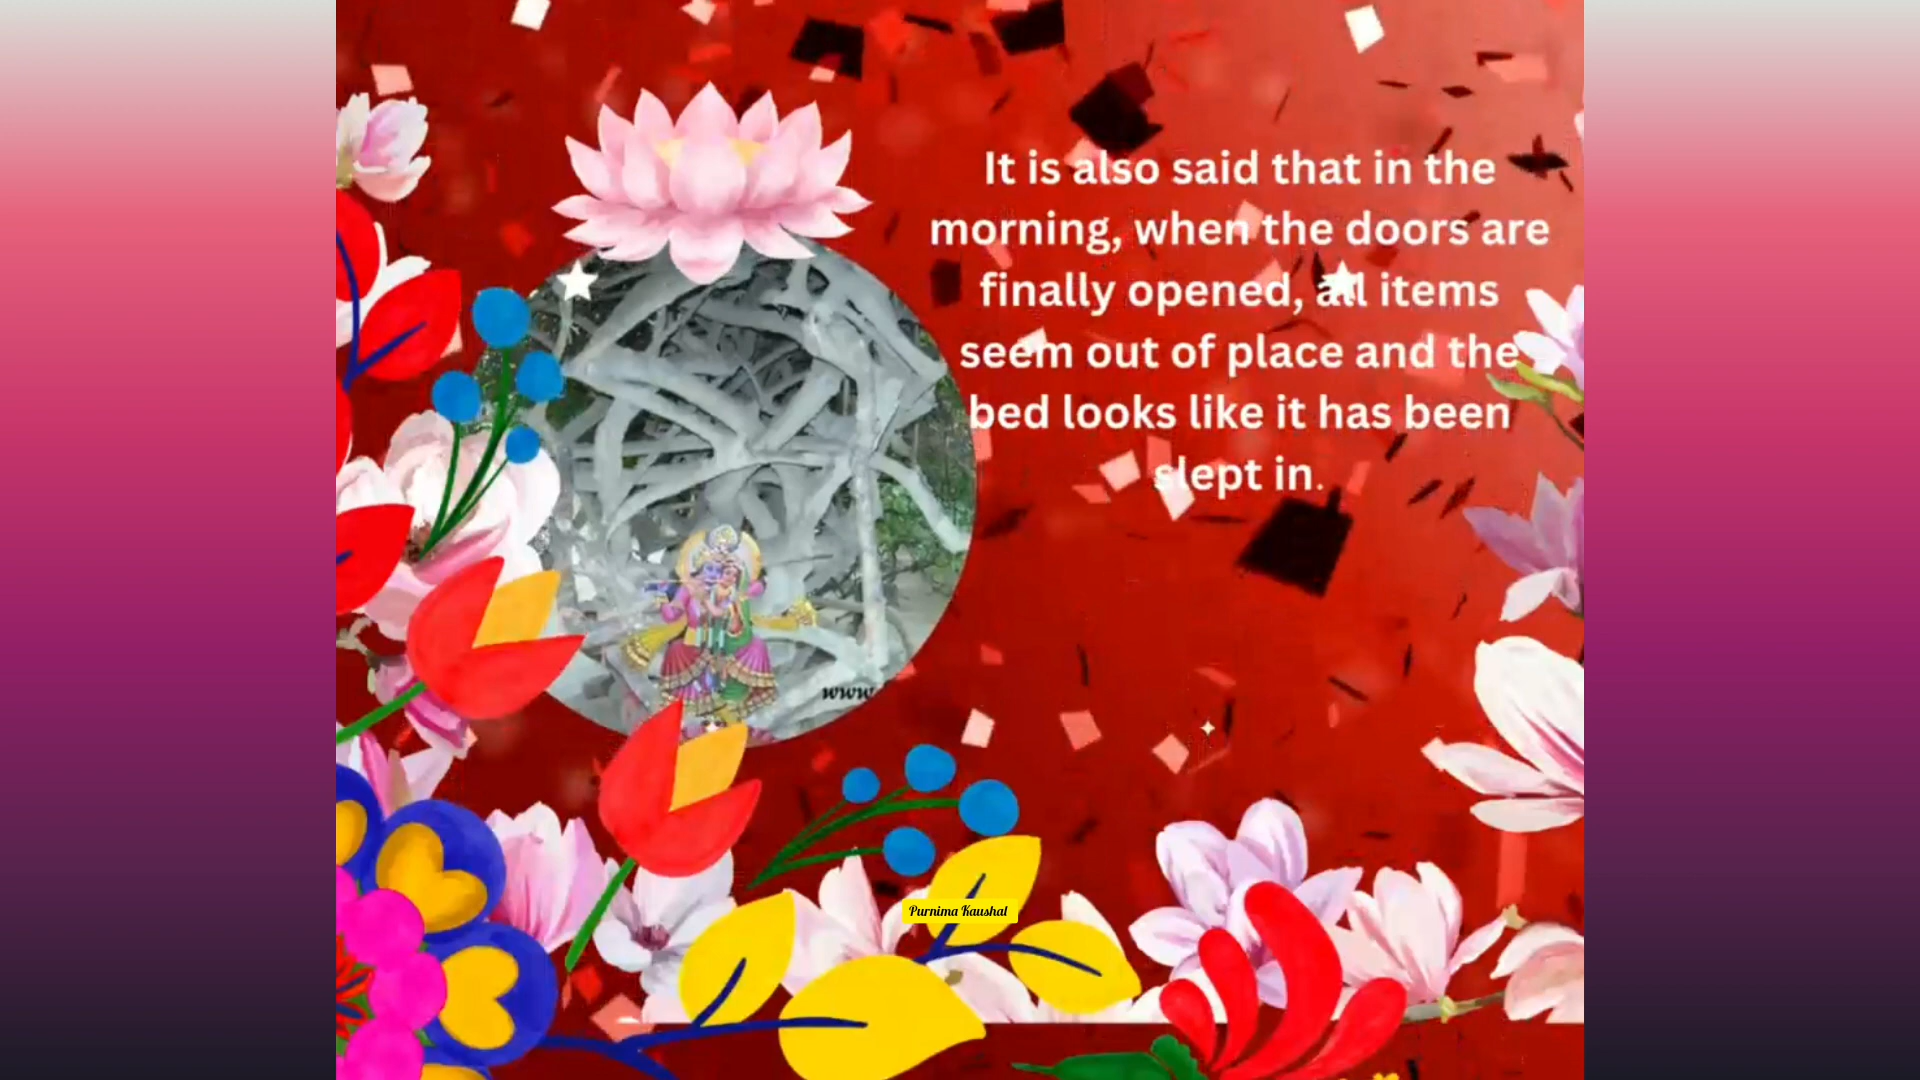 It is also said that in the
morning, when the doors are
finally opened, all items
seem out of place and the
bed looks like it has been
slept in.
www
Purnima Kaushal